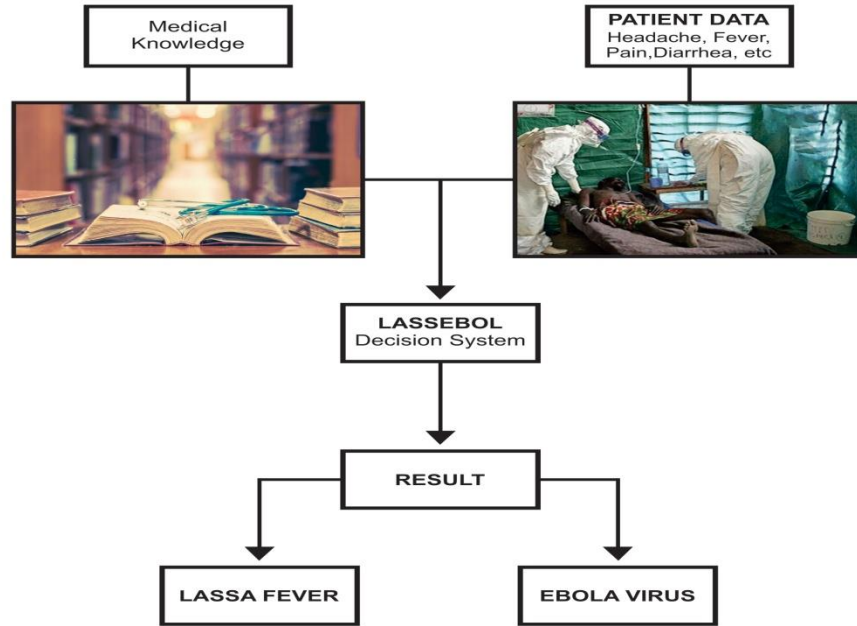 Medical
Knowledge
PATIENT DATA
Headache, Fever,
Pain,Diarrhea, etc
LASSEBOL
Decision System
RESULT
LASSA FEVER
EBOLA VIRUS